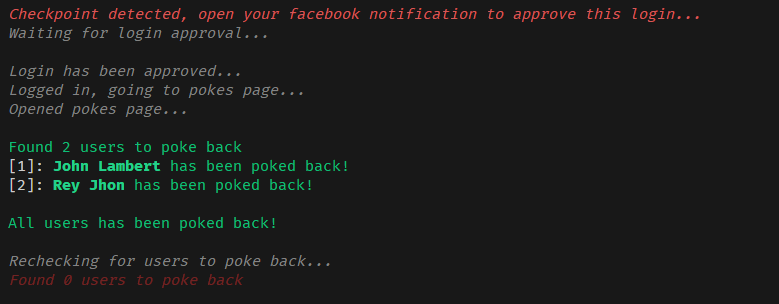 Checkpoint detected, open your facebook notification to approve this login...
Waiting for login approval...
Login has been approved...
Logged in, going to pokes page...
Opened pokes page...
Found 2 users to poke back
[1]: John Lambert has been poked back!
[2]: Rey Jhon has been poked back!
All users has been poked back!
Rechecking for users to poke back...
Found 0 users to poke back